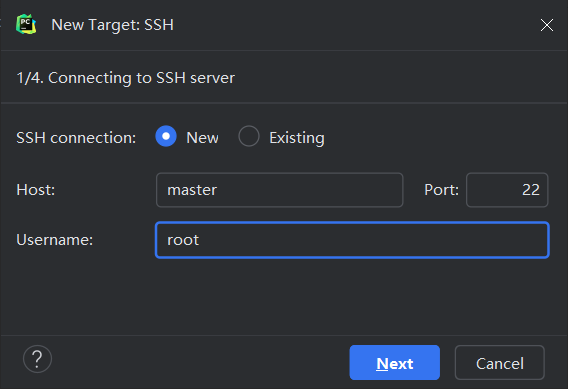 PC
New Target: SSH
1/4. Connecting to SSH server
SSH connection: New Existing
Host: master Port: 22
Username: root
? Next Cancel